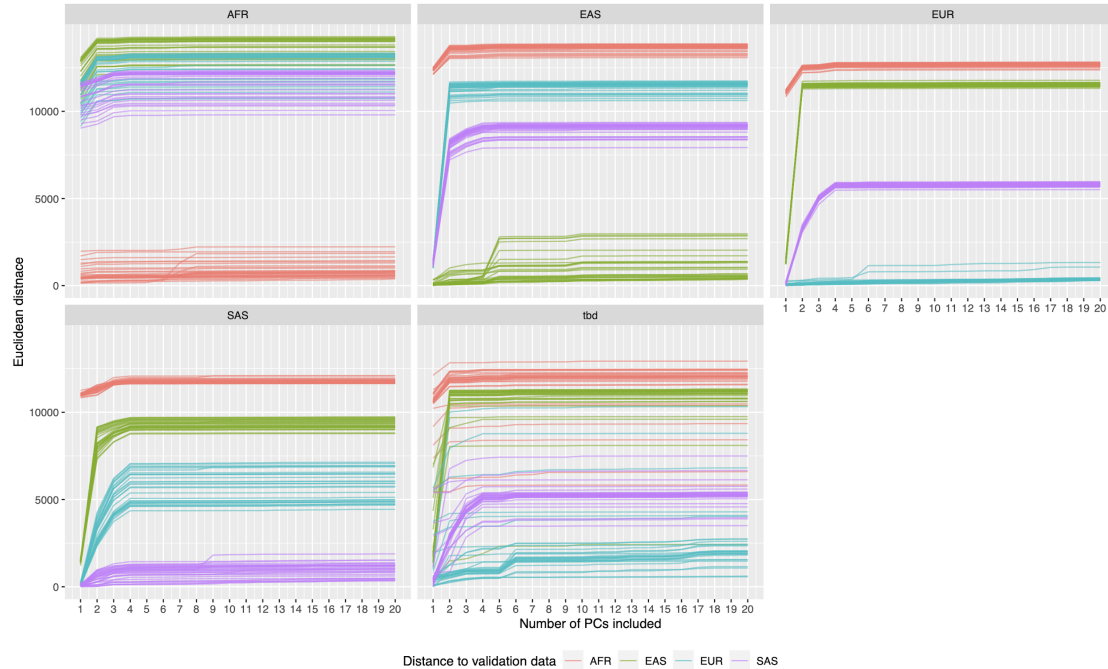 AFR EAS EUR
10000
5000
0
1 2 3 4 5 6 7 8 9 10 11 12 13 14 15 16 17 18 19 20
SAS tbd
10000
5000
0
1 2 3 4 5 6 7 8 9 10 11 12 13 14 15 16 17 18 19 20 1 2 3 4 5 6 7 8 9 10 11 12 13 14 15 16 17 18 19 20
Euclidean distnace
Number of PCs included
Distance to validation data AFR EAS EUR SAS